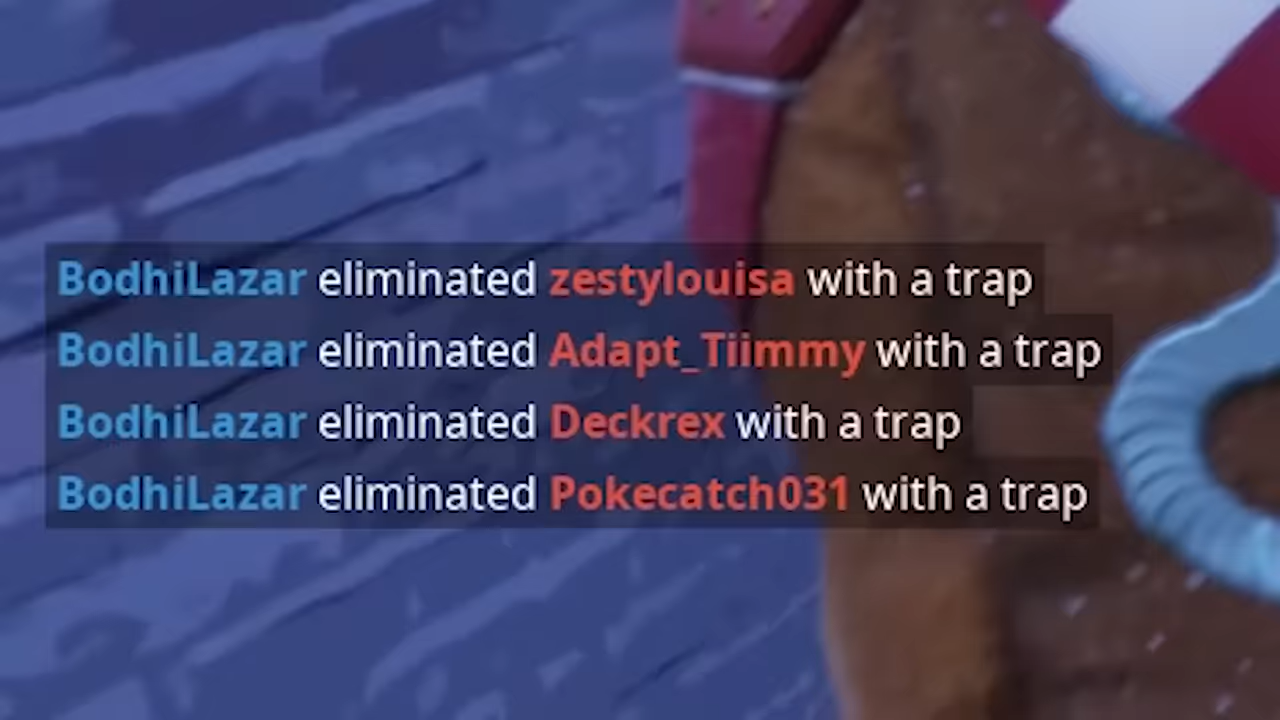 BodhiLazar eliminated zestylouisa with a trap
BodhiLazar eliminated Adapt_Tiimmy with a trap
BodhiLazar eliminated Deckrex with a trap
BodhiLazar eliminated Pokecatch031 with a trap